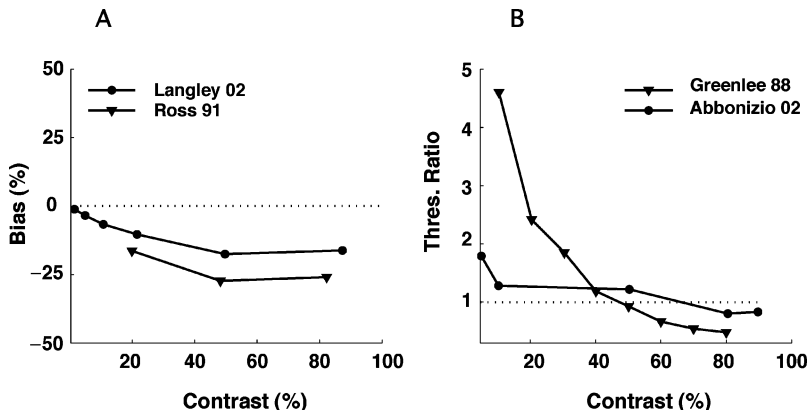 A
50
25
0
−25
−50
Bias (%)
Langley 02
Ross 91
20
40
60
80
100
Contrast (%)
B
5
4
3
2
1
Thres. Ratio
Greenlee 88
Abbonizio 02
20
40
60
80
100
Contrast (%)